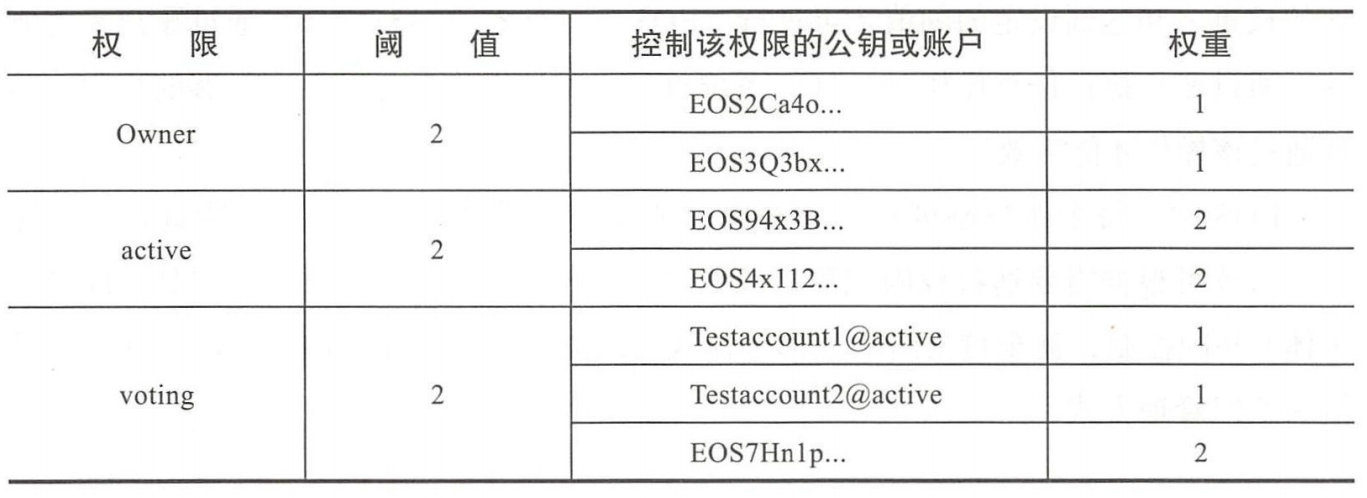 权 限 阈 值 控制该权限的公钥或账户 权重
Owner 2 EOS2Ca4o... 1
EOS3Q3bx... 1
active 2 EOS94x3B... 2
EOS4x112... 2
voting 2 Testaccount1@active 1
Testaccount2@active 1
EOS7Hn1p... 2